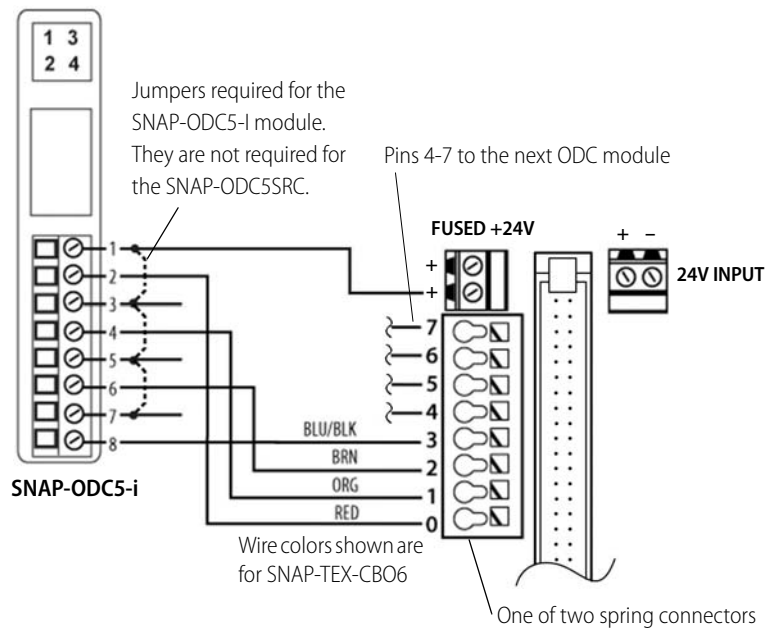 1 3
2 4
Jumpers required for the
SNAP-ODC5-I module.
They are not required for
the SNAP-ODC5SRC.
Pins 4-7 to the next ODC module
FUSED +24V
+ −
24V INPUT
+
+
1
2
3
4
5
6
7
8
7
6
5
4
3
2
1
0
BLU/BLK
BRN
ORG
RED
SNAP-ODC5-i
Wire colors shown are
for SNAP-TEX-CBO6
One of two spring connectors